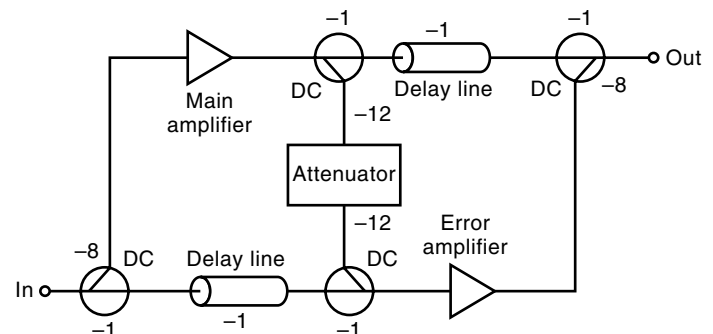 –1
–1
–1
Out
DC
DC
–8
Main
amplifier
Delay line
–12
Attenuator
–12
Error
amplifier
–8
DC
Delay line
DC
In
–1
–1
–1